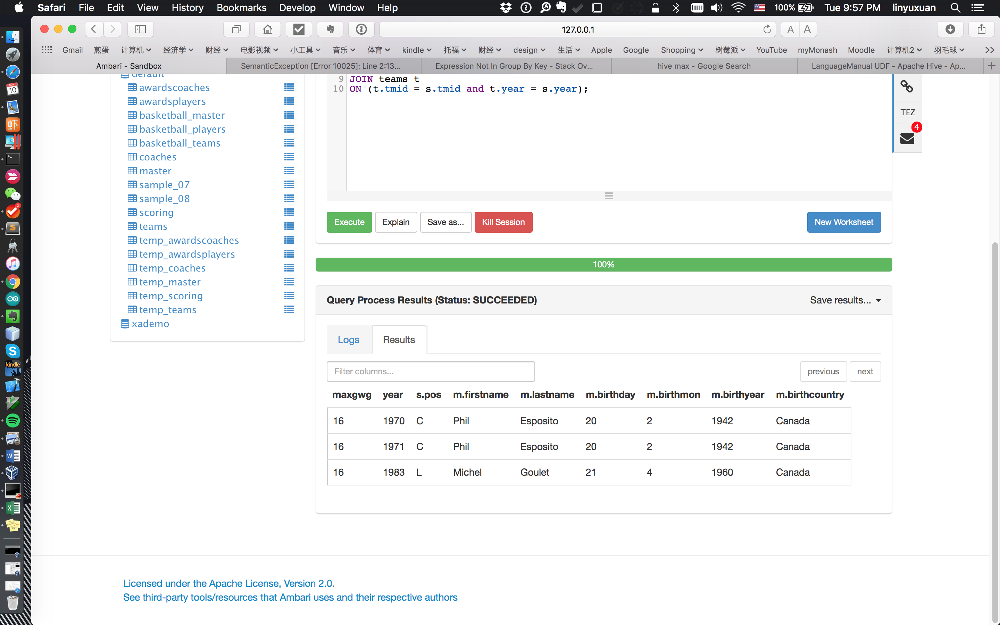 Safari File Edit View History Bookmarks Develop Window Help 100% Tue 9:57 PM linyuxuan
127.0.0.1 A A
Gmail 煎蛋 计算机 经济学 财经 电影视频 小工具 音乐 体育 kindle 托福 财经 design 生活 Apple Google Shopping 树莓派 YouTube myMonash Moodle 计算机2 羽毛球 >>
Ambari - Sandbox SemanticException [Error 10025]: Line 2:13... Expression Not In Group By Key - Stack Ov... hive max - Google Search LanguageManual UDF - Apache Hive - Ap... +
default
awardscoaches
awardsplayers
basketball_master
basketball_players
basketball_teams
coaches
master
sample_07
sample_08
scoring
teams
temp_awardscoaches
temp_awardsplayers
temp_coaches
temp_master
temp_scoring
temp_teams
xademo
9 JOIN teams t
10 ON (t.tmid = s.tmid and t.year = s.year);
TEZ
4
Execute Explain Save as... Kill Session New Worksheet
100%
Query Process Results (Status: SUCCEEDED) Save results...
Logs Results
Filter columns... previous next
maxgwg year s.pos m.firstname m.lastname m.birthday m.birthmon m.birthyear m.birthcountry
16 1970 C Phil Esposito 20 2 1942 Canada
16 1971 C Phil Esposito 20 2 1942 Canada
16 1983 L Michel Goulet 21 4 1960 Canada
Licensed under the Apache License, Version 2.0.
See third-party tools/resources that Ambari uses and their respective authors
MAY
10
虾
2
S
S
kindle
W
X